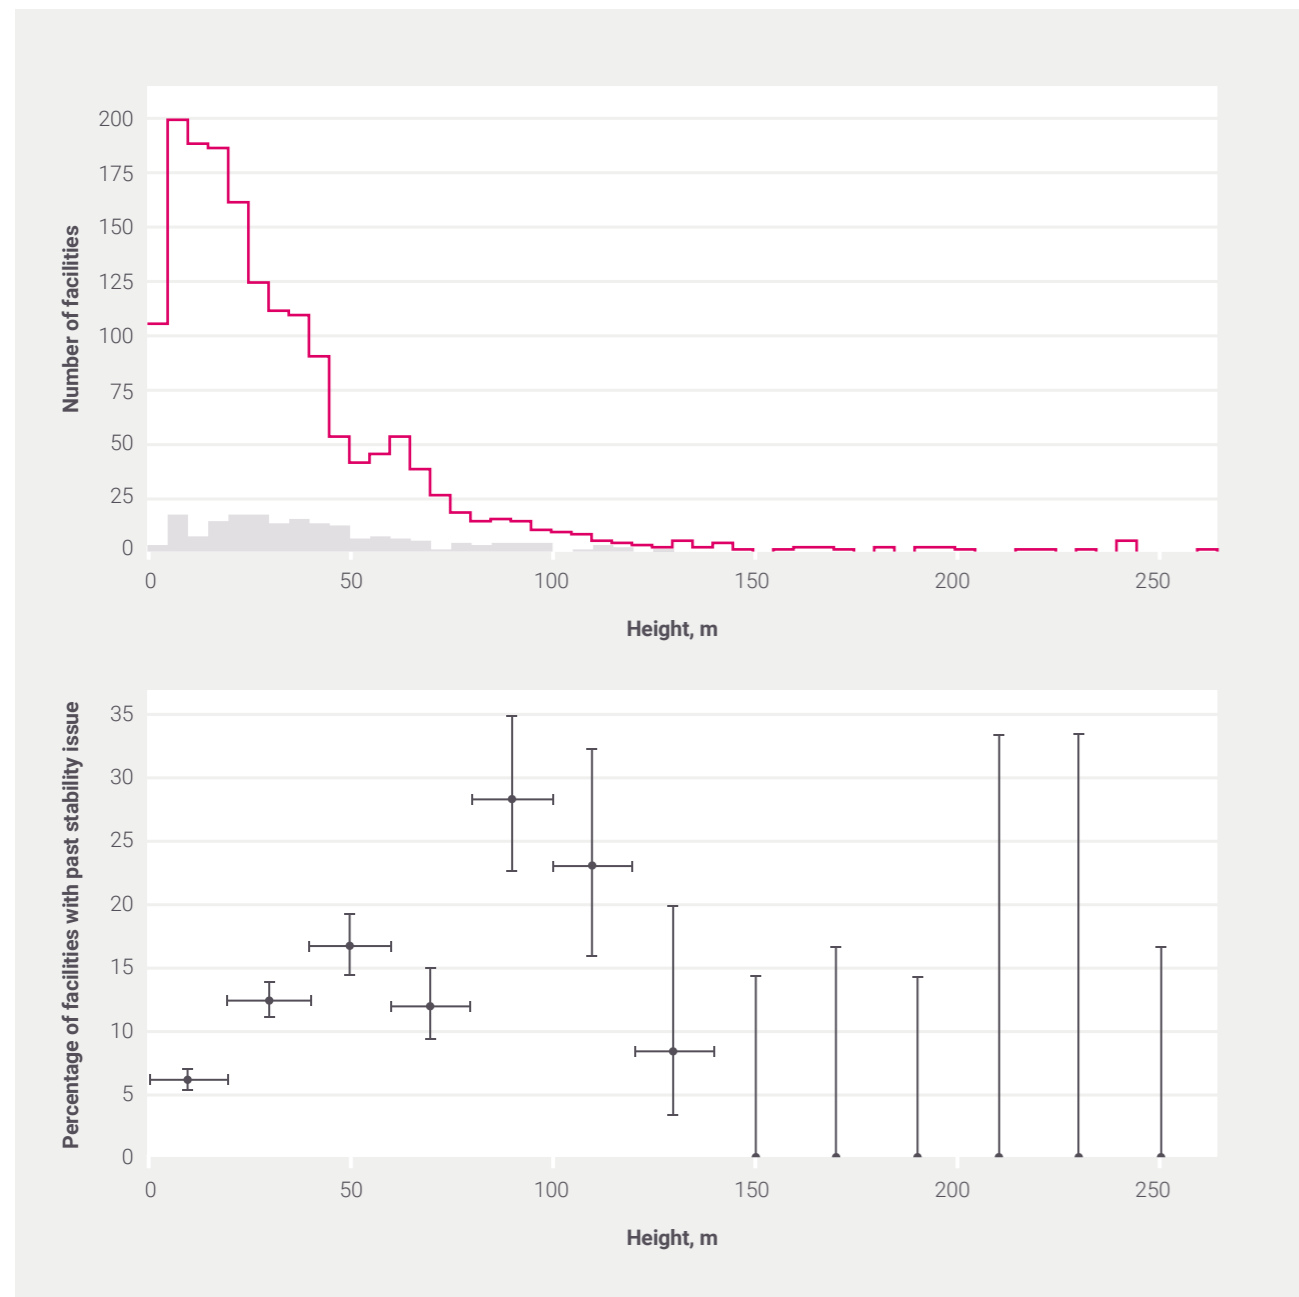 200
175
150
125
100
75
50
25
0
Number of facilities
0 50 100 150 200 250
Height, m
35
30
25
20
15
10
5
0
Percentage of facilities with past stability issue
0 50 100 150 200 250
Height, m